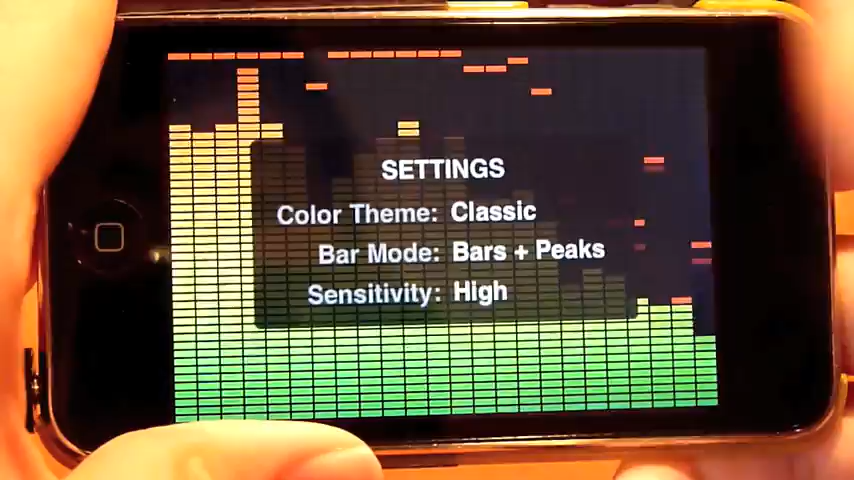 SETTINGS
Color Theme: Classic
Bar Mode: Bars + Peaks
Sensitivity: High